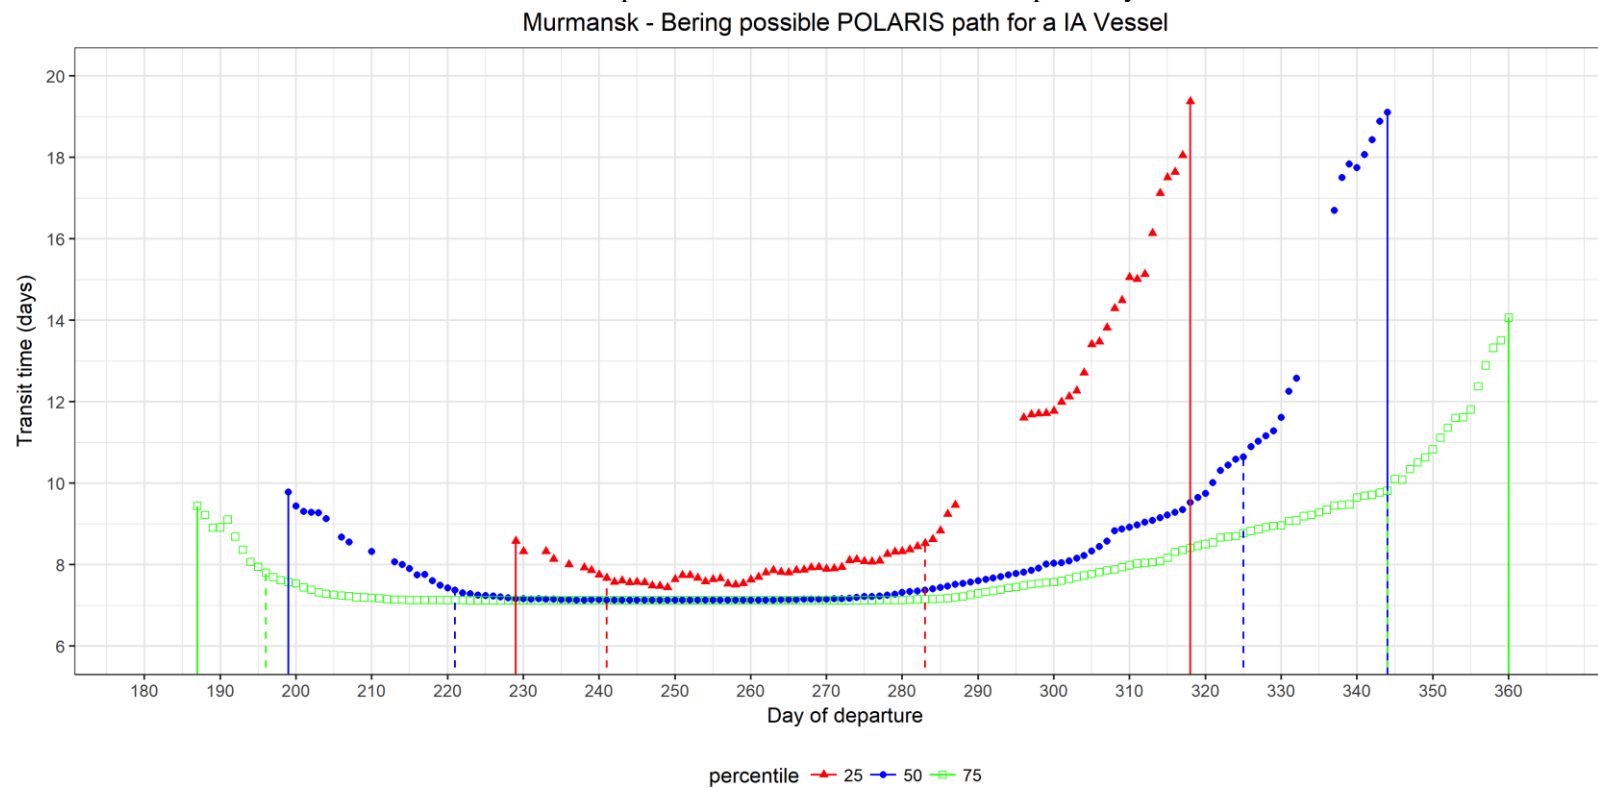 Murmansk - Bering possible POLARIS path for a IA Vessel
20
18
16
14
12
10
8
6
Transit time (days)
180 190 200 210 220 230 240 250 260 270 280 290 300 310 320 330 340 350 360
Day of departure
percentile 25 50 75